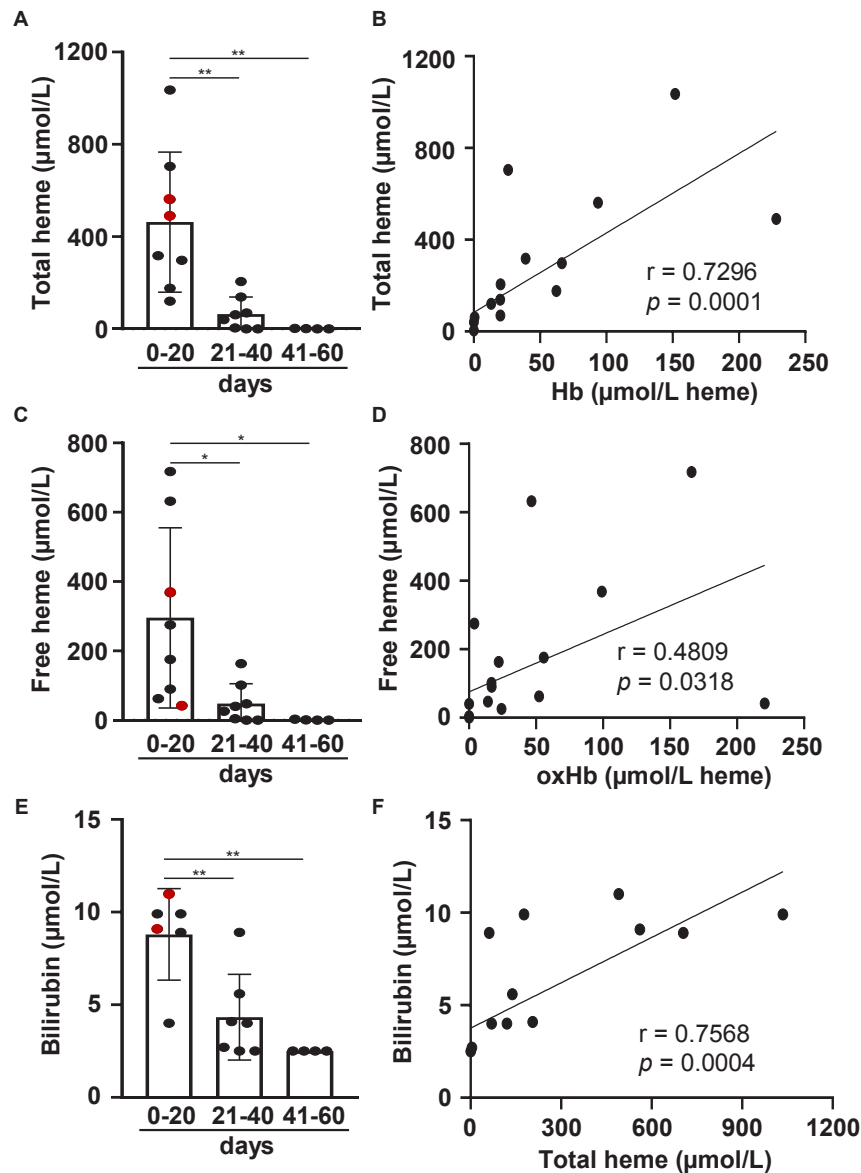 A
Total heme (µmol/L)
1200
800
400
0
**
**
0-20 21-40 41-60
days
B
Total heme (µmol/L)
1200
800
400
0
r = 0.7296
p = 0.0001
0 50 100 150 200 250
Hb (µmol/L heme)
C
Free heme (µmol/L)
800
600
400
200
0
*
*
0-20 21-40 41-60
days
D
Free heme (µmol/L)
800
600
400
200
0
r = 0.4809
p = 0.0318
0 50 100 150 200 250
oxHb (µmol/L heme)
E
Bilirubin (µmol/L)
15
10
5
0
**
**
0-20 21-40 41-60
days
F
Bilirubin (µmol/L)
15
10
5
0
r = 0.7568
p = 0.0004
0 300 600 900 1200
Total heme (µmol/L)